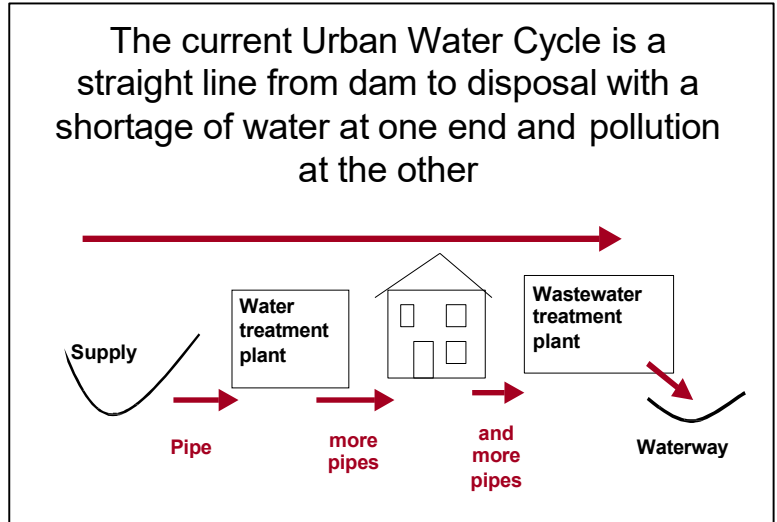 The current Urban Water Cycle is a
straight line from dam to disposal with a
shortage of water at one end and pollution
at the other
Supply
Water
treatment
plant
Wastewater
treatment
plant
Pipe
more
pipes
and
more
pipes
Waterway